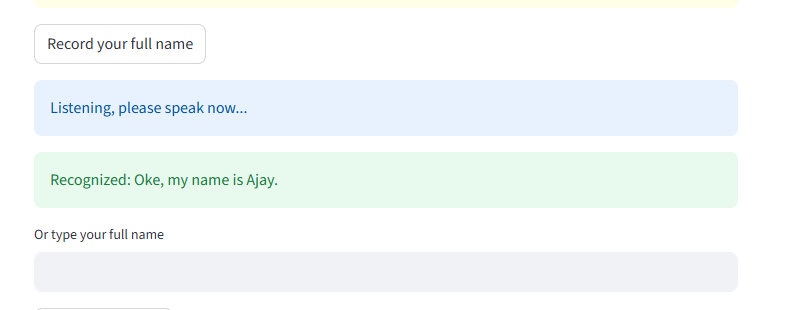 Record your full name
Listening, please speak now...
Recognized: Oke, my name is Ajay.
Or type your full name